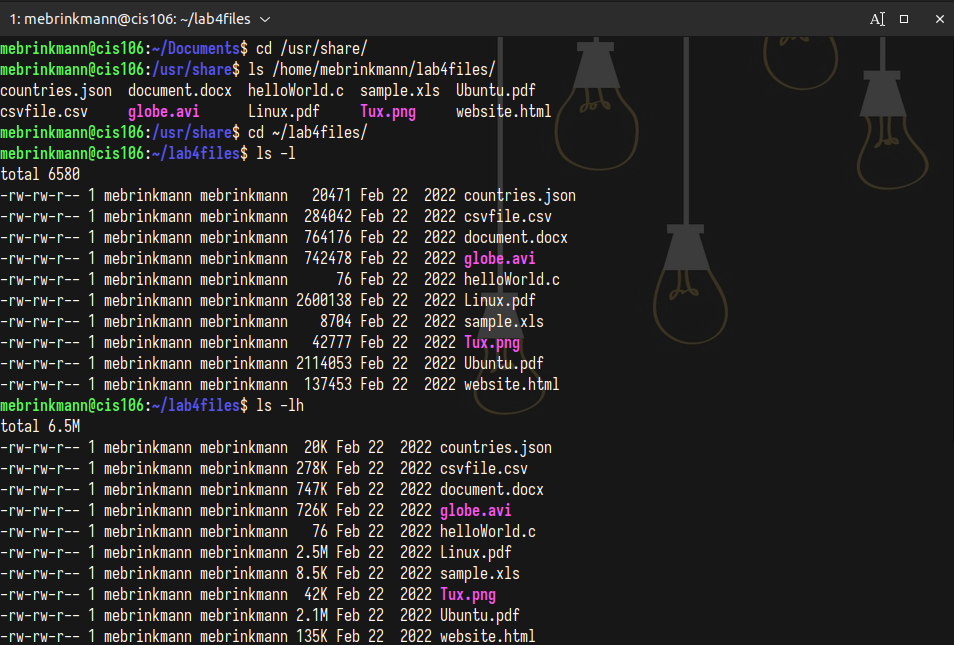 1: mebrinkmann@cis106: ~/lab4files
mebrinkmann@cis106:~/Documents$ cd /usr/share/
mebrinkmann@cis106:/usr/share$ ls /home/mebrinkmann/lab4files/
countries.json  document.docx  helloWorld.c  sample.xls  Ubuntu.pdf
csvfile.csv     globe.avi      Linux.pdf     Tux.png     website.html
mebrinkmann@cis106:/usr/share$ cd ~/lab4files/
mebrinkmann@cis106:~/lab4files$ ls -l
total 6580
-rw-rw-r-- 1 mebrinkmann mebrinkmann   20471 Feb 22  2022 countries.json
-rw-rw-r-- 1 mebrinkmann mebrinkmann  284042 Feb 22  2022 csvfile.csv
-rw-rw-r-- 1 mebrinkmann mebrinkmann  764176 Feb 22  2022 document.docx
-rw-rw-r-- 1 mebrinkmann mebrinkmann  742478 Feb 22  2022 globe.avi
-rw-rw-r-- 1 mebrinkmann mebrinkmann      76 Feb 22  2022 helloWorld.c
-rw-rw-r-- 1 mebrinkmann mebrinkmann 2600138 Feb 22  2022 Linux.pdf
-rw-rw-r-- 1 mebrinkmann mebrinkmann    8704 Feb 22  2022 sample.xls
-rw-rw-r-- 1 mebrinkmann mebrinkmann   42777 Feb 22  2022 Tux.png
-rw-rw-r-- 1 mebrinkmann mebrinkmann 2114053 Feb 22  2022 Ubuntu.pdf
-rw-rw-r-- 1 mebrinkmann mebrinkmann  137453 Feb 22  2022 website.html
mebrinkmann@cis106:~/lab4files$ ls -lh
total 6.5M
-rw-rw-r-- 1 mebrinkmann mebrinkmann  20K Feb 22  2022 countries.json
-rw-rw-r-- 1 mebrinkmann mebrinkmann 278K Feb 22  2022 csvfile.csv
-rw-rw-r-- 1 mebrinkmann mebrinkmann 747K Feb 22  2022 document.docx
-rw-rw-r-- 1 mebrinkmann mebrinkmann 726K Feb 22  2022 globe.avi
-rw-rw-r-- 1 mebrinkmann mebrinkmann   76 Feb 22  2022 helloWorld.c
-rw-rw-r-- 1 mebrinkmann mebrinkmann 2.5M Feb 22  2022 Linux.pdf
-rw-rw-r-- 1 mebrinkmann mebrinkmann 8.5K Feb 22  2022 sample.xls
-rw-rw-r-- 1 mebrinkmann mebrinkmann  42K Feb 22  2022 Tux.png
-rw-rw-r-- 1 mebrinkmann mebrinkmann 2.1M Feb 22  2022 Ubuntu.pdf
-rw-rw-r-- 1 mebrinkmann mebrinkmann 135K Feb 22  2022 website.html